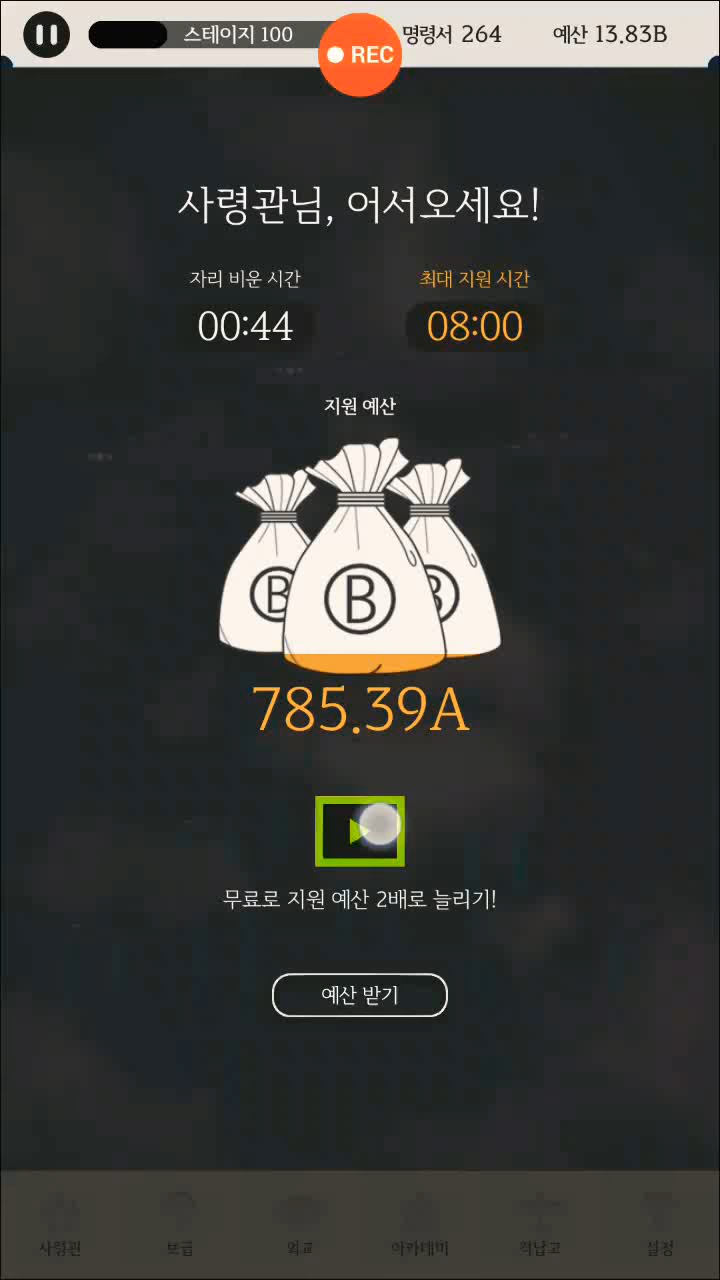 스테이지 100
REC
명령서 264
예산 13.83B
사령관님, 어서오세요!
자리 비운 시간
최대 지원 시간
00:44
08:00
지원 예산
B
B
B
785.39A
무료로 지원 예산 2배로 늘리기!
예산 받기
사령관
보급
외교
아카데미
격납고
설정